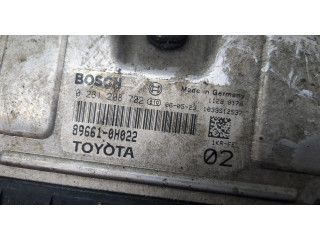 BOSCH
Made in Germany
0 261 208 702
06-05-23
89661-0H022
TOYOTA
02
1KR-FE